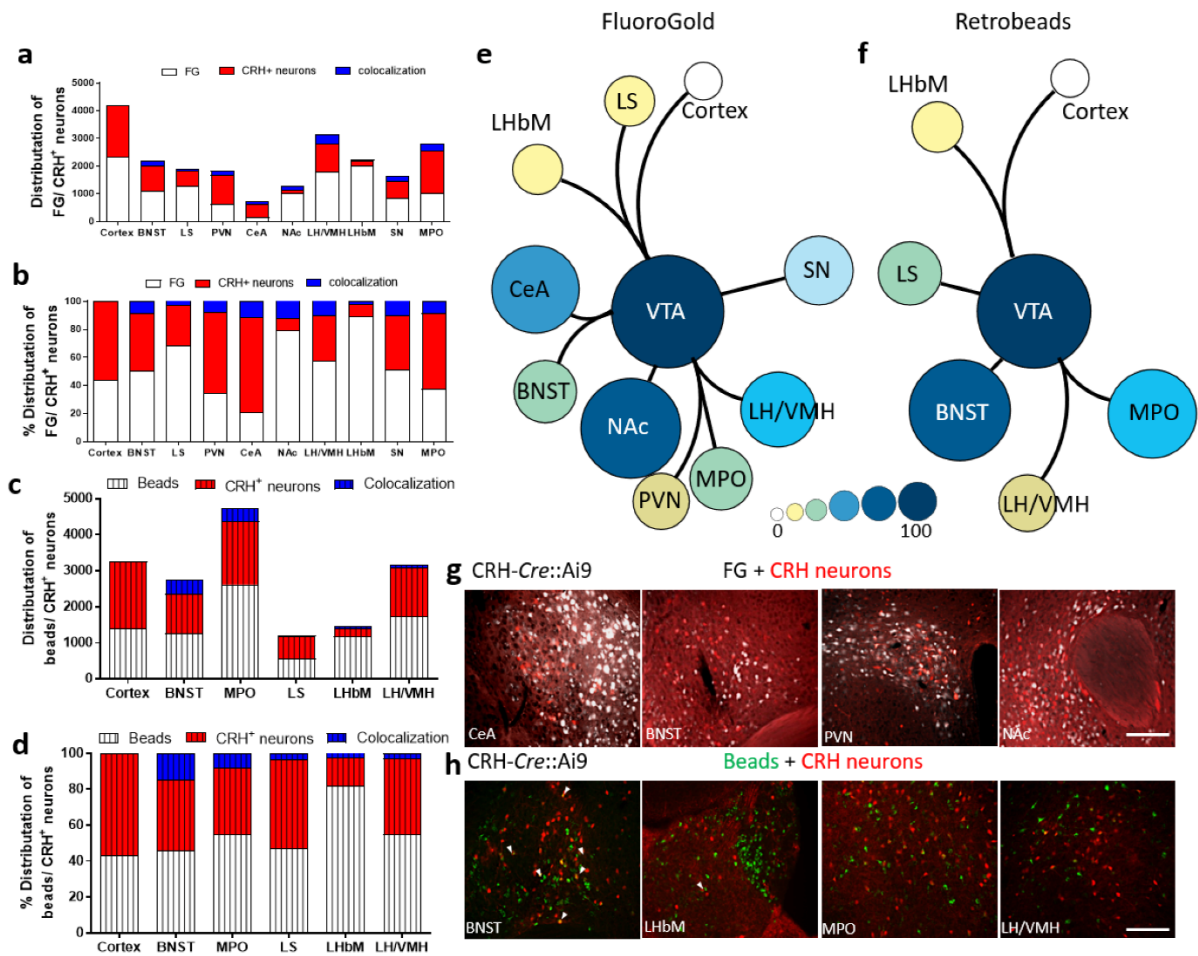 FluoroGold
Retrobeads
a
FG
CRH+ neurons
colocalization
Distributation of
FG/ CRH⁺ neurons
5000
4000
3000
2000
1000
0
Cortex BNST LS PVN CeA NAc LH/VMH LHbM SN MPO
b
FG
CRH+ neurons
colocalization
% Distribution of
FG/ CRH⁺ neurons
100
80
60
40
20
0
Cortex BNST LS PVN CeA NAc LH/VMH LHbM SN MPO
c
Beads
CRH⁺ neurons
Colocalization
Distribution of
beads/ CRH⁺ neurons
5000
4000
3000
2000
1000
0
Cortex BNST MPO LS LHbM LH/VMH
d
Beads
CRH⁺ neurons
Colocalization
% Distribution of
beads/ CRH⁺ neurons
100
80
60
40
20
0
Cortex BNST MPO LS LHbM LH/VMH
e
LS
Cortex
LHbM
CeA
VTA
SN
BNST
NAc
LH/VMH
MPO
PVN
0 100
f
LHbM
Cortex
LS
VTA
BNST
MPO
LH/VMH
g
CRH-Cre::Ai9
FG + CRH neurons
CeA
BNST
PVN
NAc
h
CRH-Cre::Ai9
Beads + CRH neurons
BNST
LHbM
MPO
LH/VMH